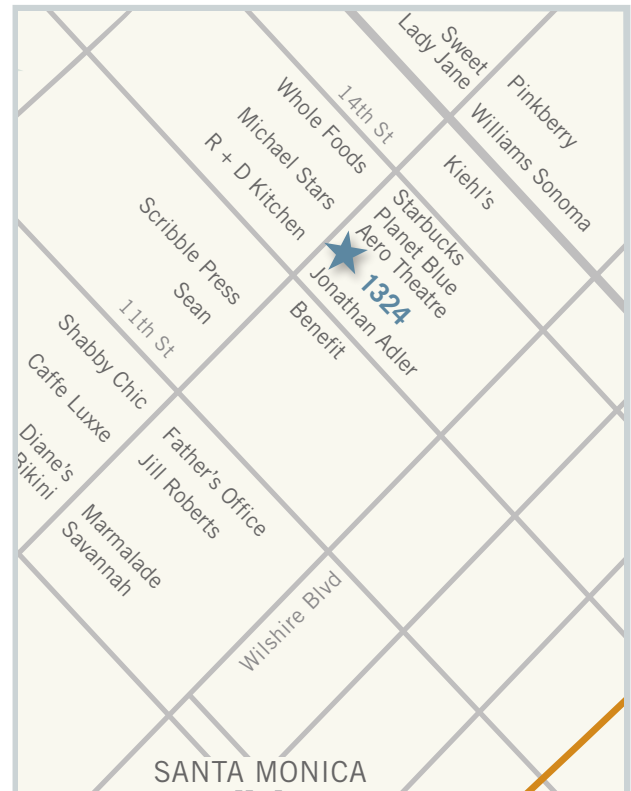 Sweet
Lady Jane
Pinkberry
Williams Sonoma
14th St
Whole Foods
Kiehl's
Michael Stars
R + D Kitchen
Starbucks
Planet Blue
Aero Theatre
1324
Jonathan Adler
Benefit
Scribble Press
Sean
11th St
Shabby Chic
Caffe Luxxe
Diane's
Bikini
Father's Office
Jill Roberts
Marmalade
Savannah
Wilshire Blvd
SANTA MONICA